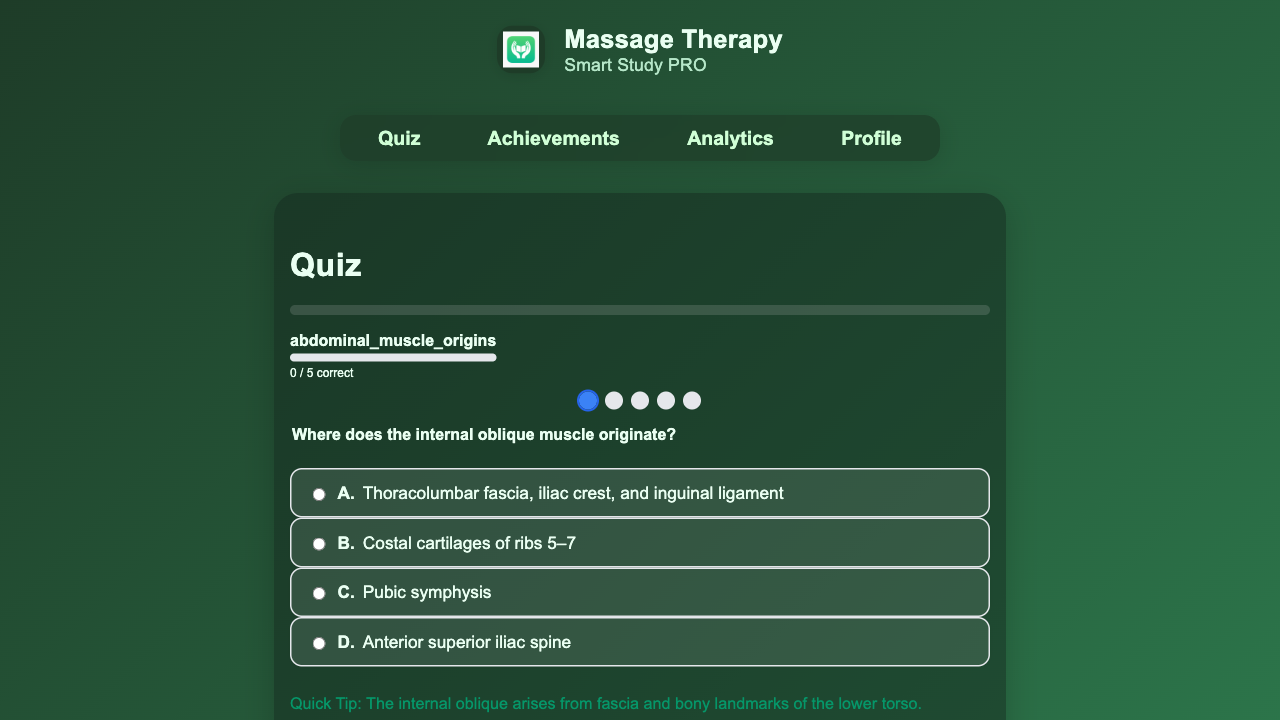 Massage Therapy
Smart Study PRO
Quiz Achievements Analytics Profile
Quiz
abdominal_muscle_origins
0 / 5 correct
Where does the internal oblique muscle originate?
A. Thoracolumbar fascia, iliac crest, and inguinal ligament
B. Costal cartilages of ribs 5–7
C. Pubic symphysis
D. Anterior superior iliac spine
Quick Tip: The internal oblique arises from fascia and bony landmarks of the lower torso.